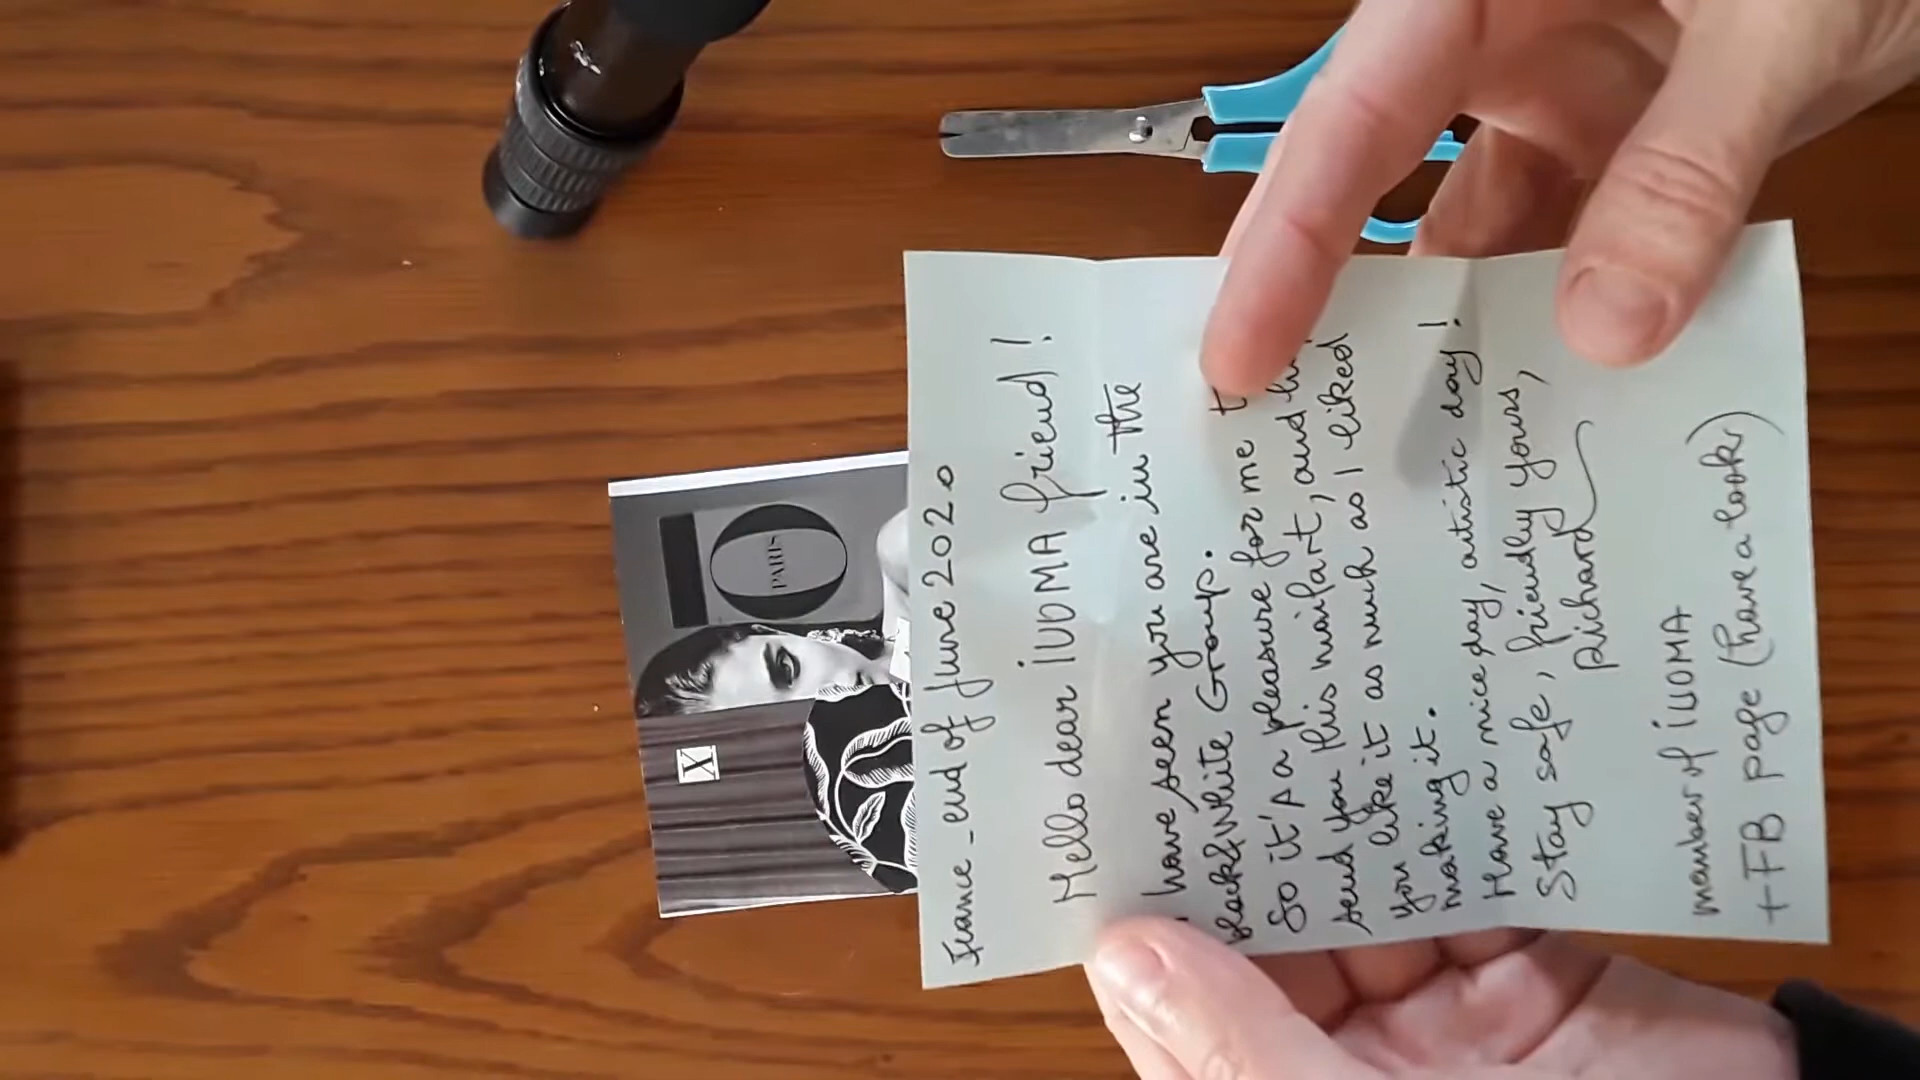 France _ end of June 2020
Hello dear IUOMA friend!
I have seen you are in the
black&white Group.
So it's a pleasure for me t
send you this mailart, and
you like it as much as I liked
making it.
Have a nice day, artistic day!
Stay safe, friendly yours,
Richard
member of IUOMA
+FB page (have a look)
10
PARIS
X